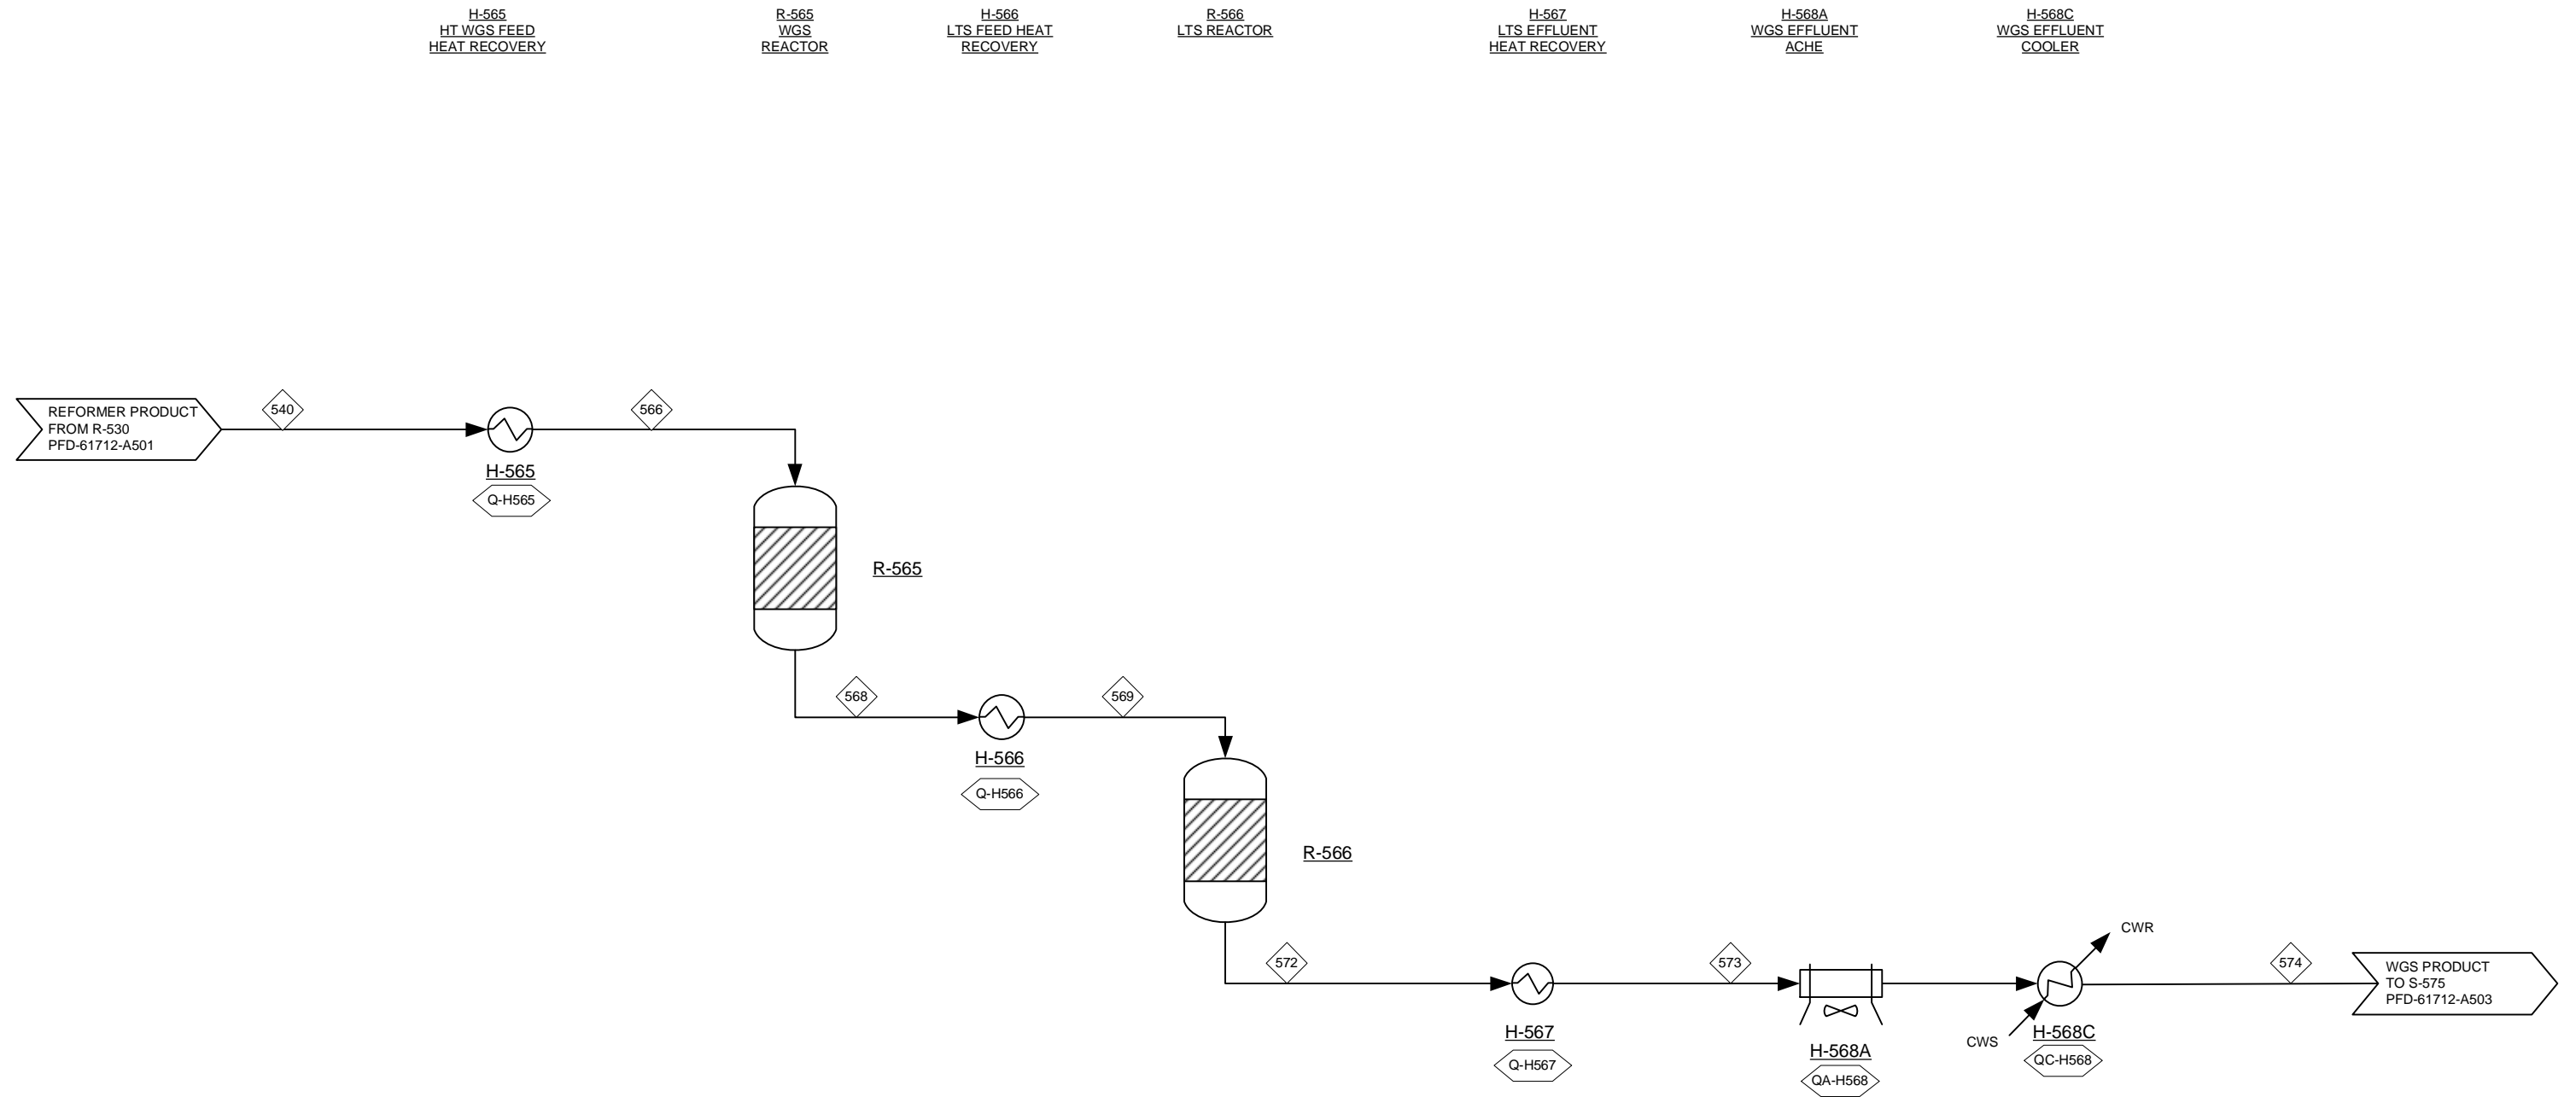 H-565
HT WGS FEED
HEAT RECOVERY
R-565
WGS
REACTOR
H-566
LTS FEED HEAT
RECOVERY
R-566
LTS REACTOR
H-567
LTS EFFLUENT
HEAT RECOVERY
H-568A
WGS EFFLUENT
ACHE
H-568C
WGS EFFLUENT
COOLER
REFORMER PRODUCT
FROM R-530
PFD-61712-A501
540
566
H-565
Q-H565
R-565
568
569
H-566
Q-H566
R-566
572
573
574
CWR
CWS
WGS PRODUCT
TO S-575
PFD-61712-A503
H-567
Q-H567
H-568A
QA-H568
H-568C
QC-H568